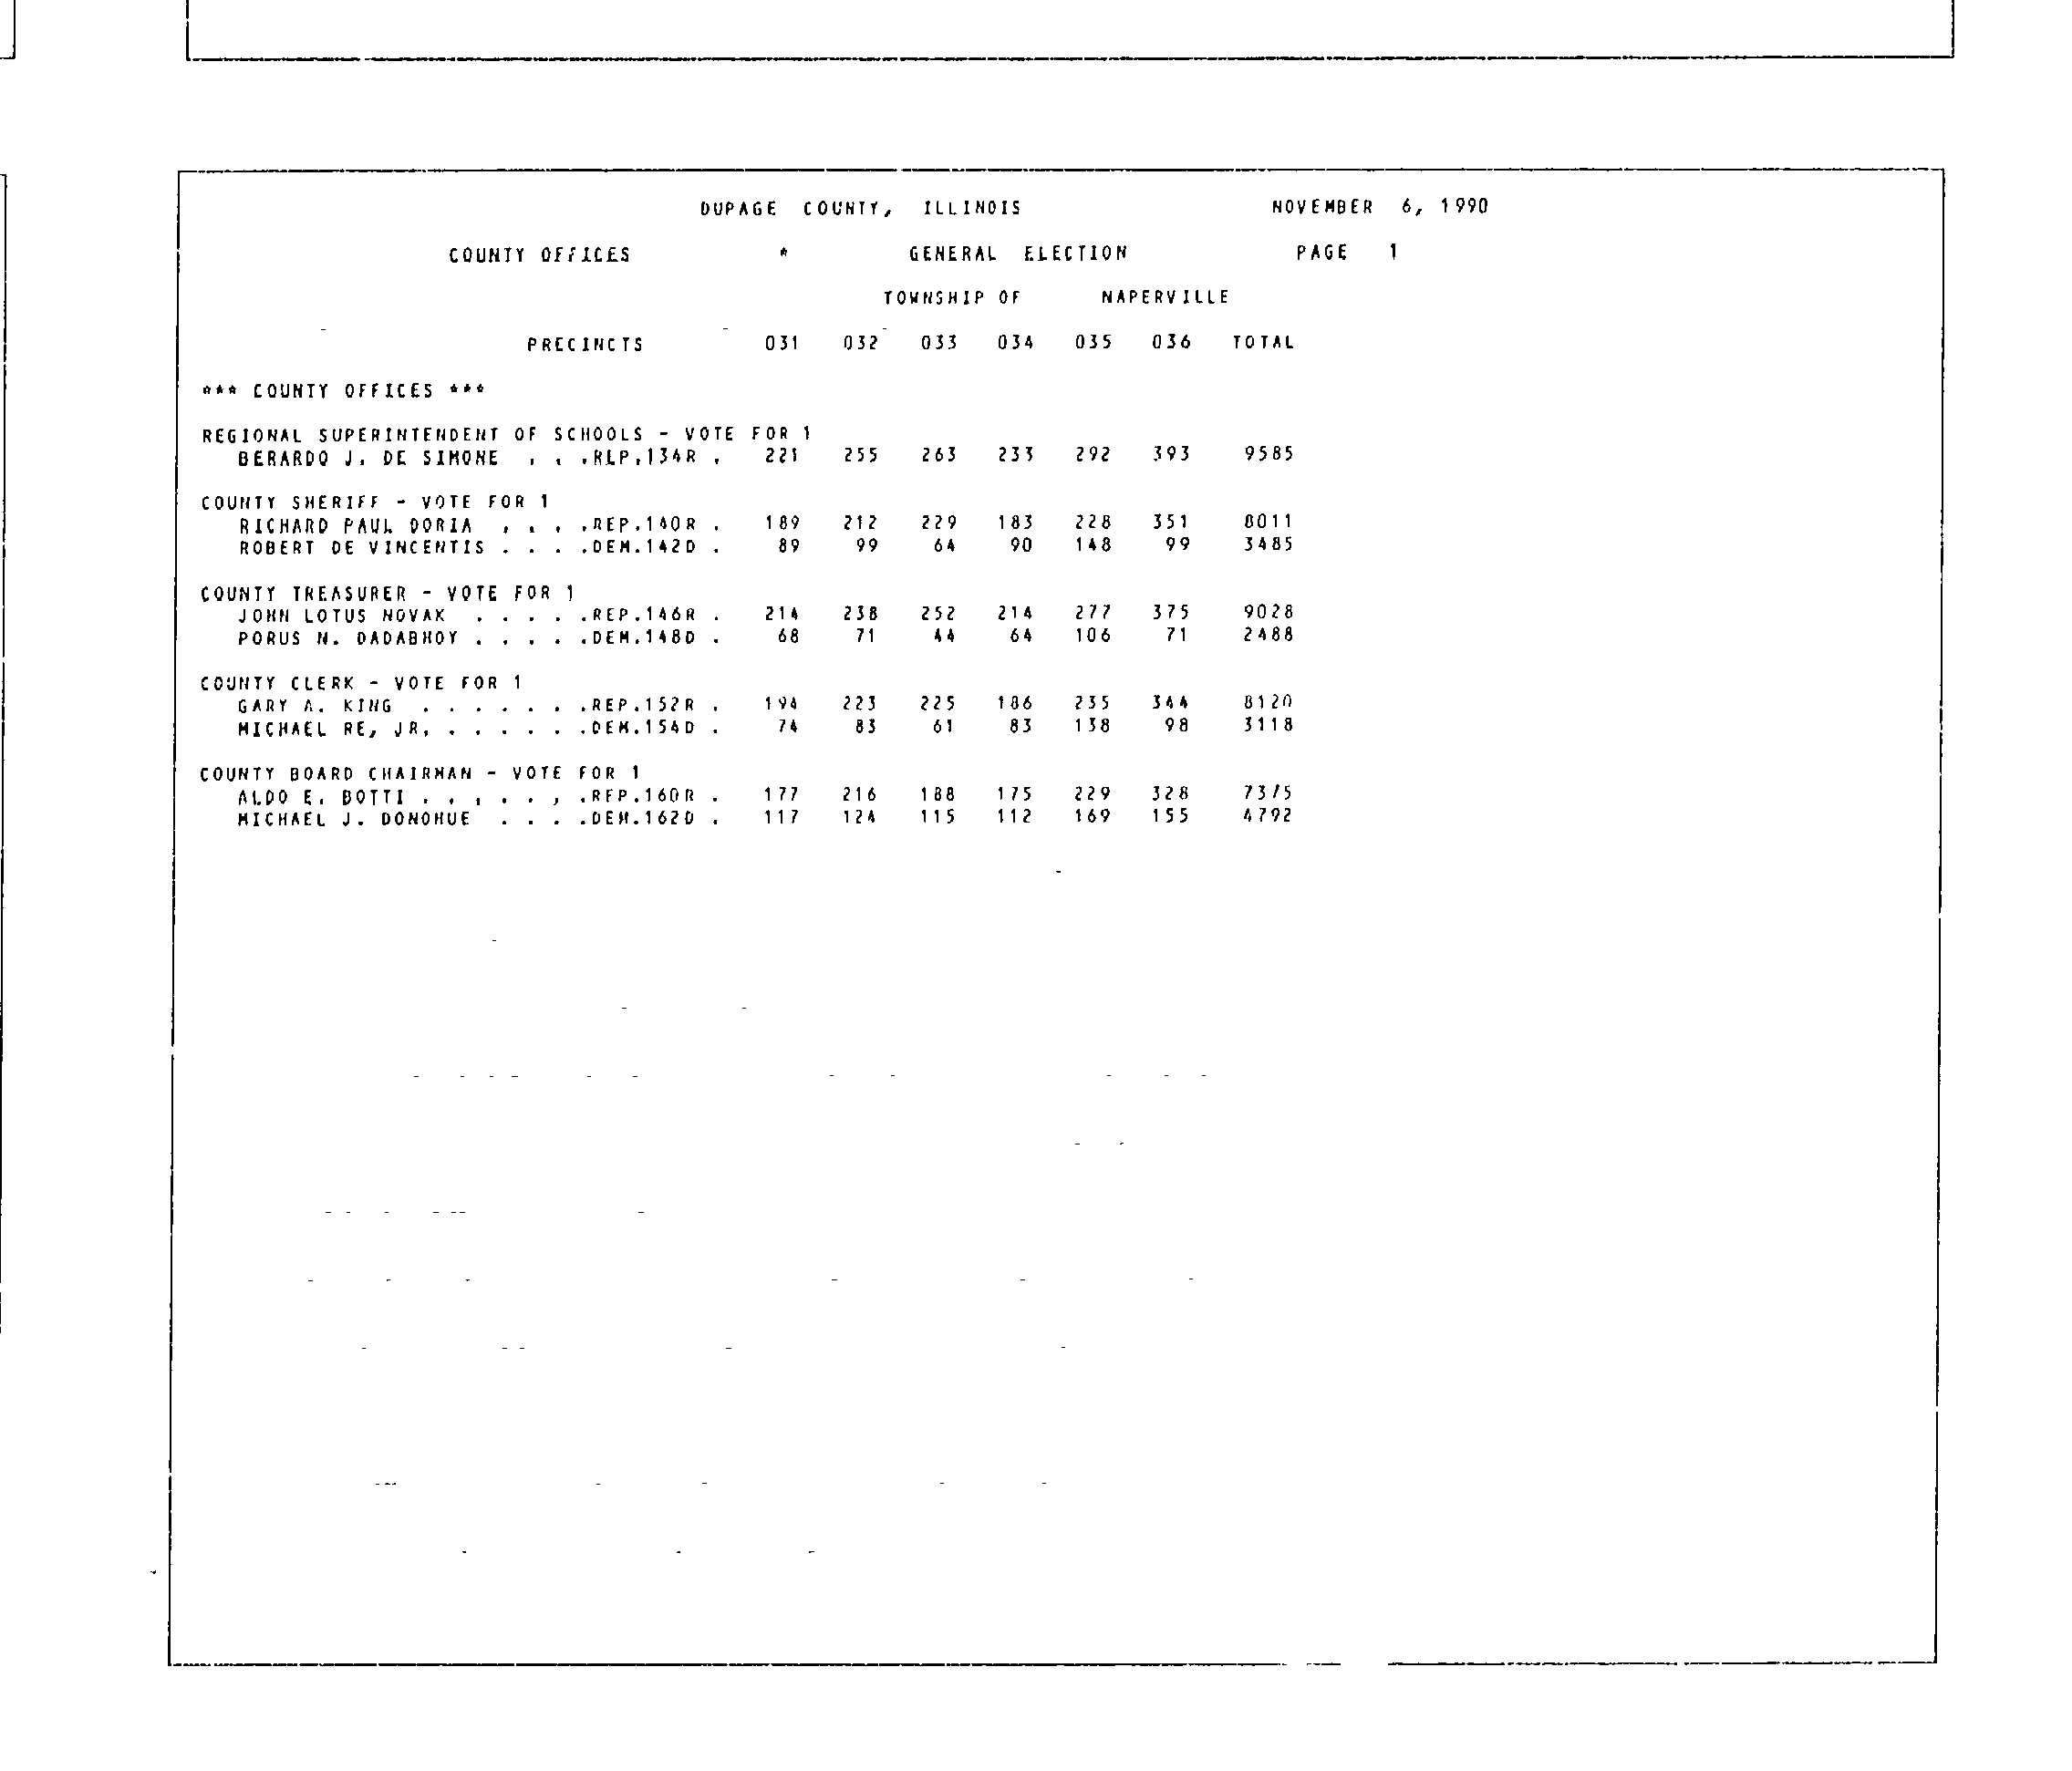 DUPAGE COUNTY, ILLINOIS NOVEMBER 6, 1990
COUNTY OFFICES * GENERAL ELECTION PAGE 1
TOWNSHIP OF NAPERVILLE
PRECINCTS 031 032 033 034 035 036 TOTAL
*** COUNTY OFFICES ***
REGIONAL SUPERINTENDENT OF SCHOOLS - VOTE FOR 1
BERARDO J. DE SIMONE . . .REP.134R . 221 255 263 233 292 393 9585
COUNTY SHERIFF - VOTE FOR 1
RICHARD PAUL DORIA . . . .REP.140R . 189 212 229 183 228 351 8011
ROBERT DE VINCENTIS . . . .DEM.142D . 89 99 64 90 148 99 3485
COUNTY TREASURER - VOTE FOR 1
JOHN LOTUS NOVAK . . . . .REP.146R . 214 238 252 214 277 375 9028
PORUS N. DADABHOY . . . . .DEM.148D . 68 71 44 64 106 71 2488
COUNTY CLERK - VOTE FOR 1
GARY A. KING . . . . . . .REP.152R . 194 223 225 186 235 344 8120
MICHAEL RE, JR. . . . . . .DEM.154D . 74 83 61 83 138 98 3118
COUNTY BOARD CHAIRMAN - VOTE FOR 1
ALDO E. BOTTI . . . . . . .REP.160R . 177 216 188 175 229 328 7375
MICHAEL J. DONOHUE . . . .DEM.162D . 117 124 115 112 169 155 4792